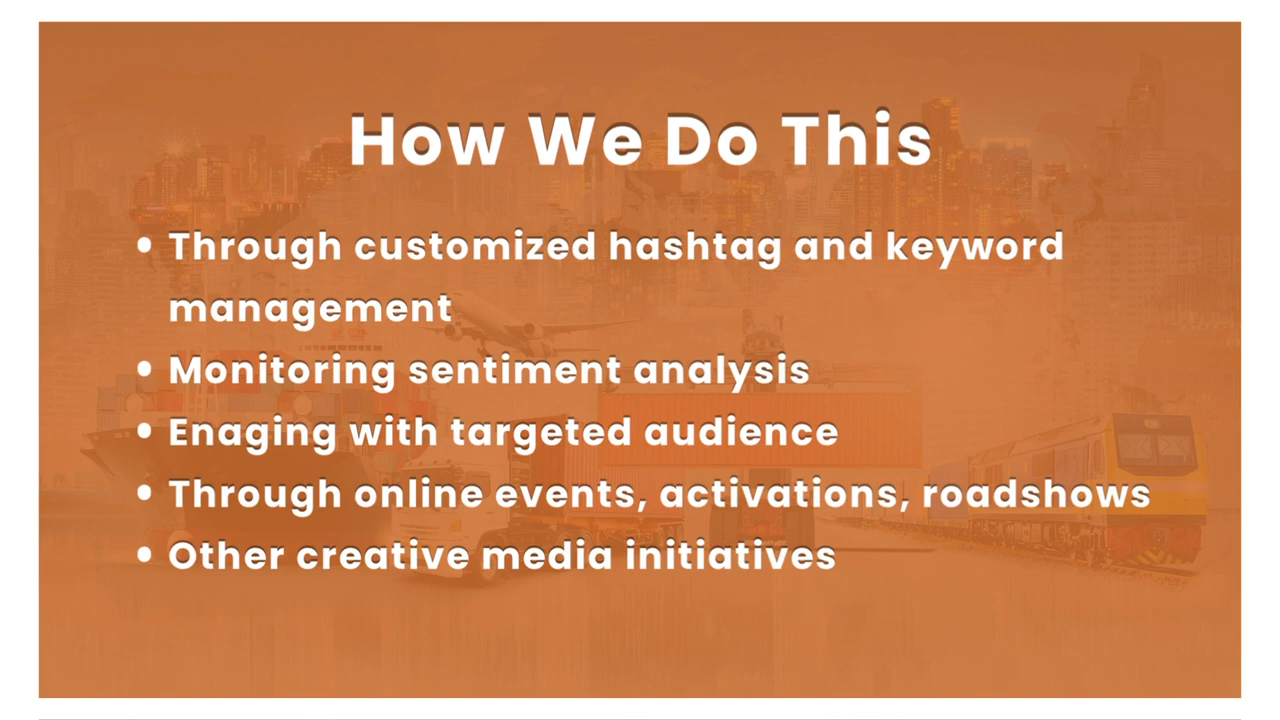 How We Do This
• Through customized hashtag and keyword
management
• Monitoring sentiment analysis
• Enaging with targeted audience
• Through online events, activations, roadshows
• Other creative media initiatives